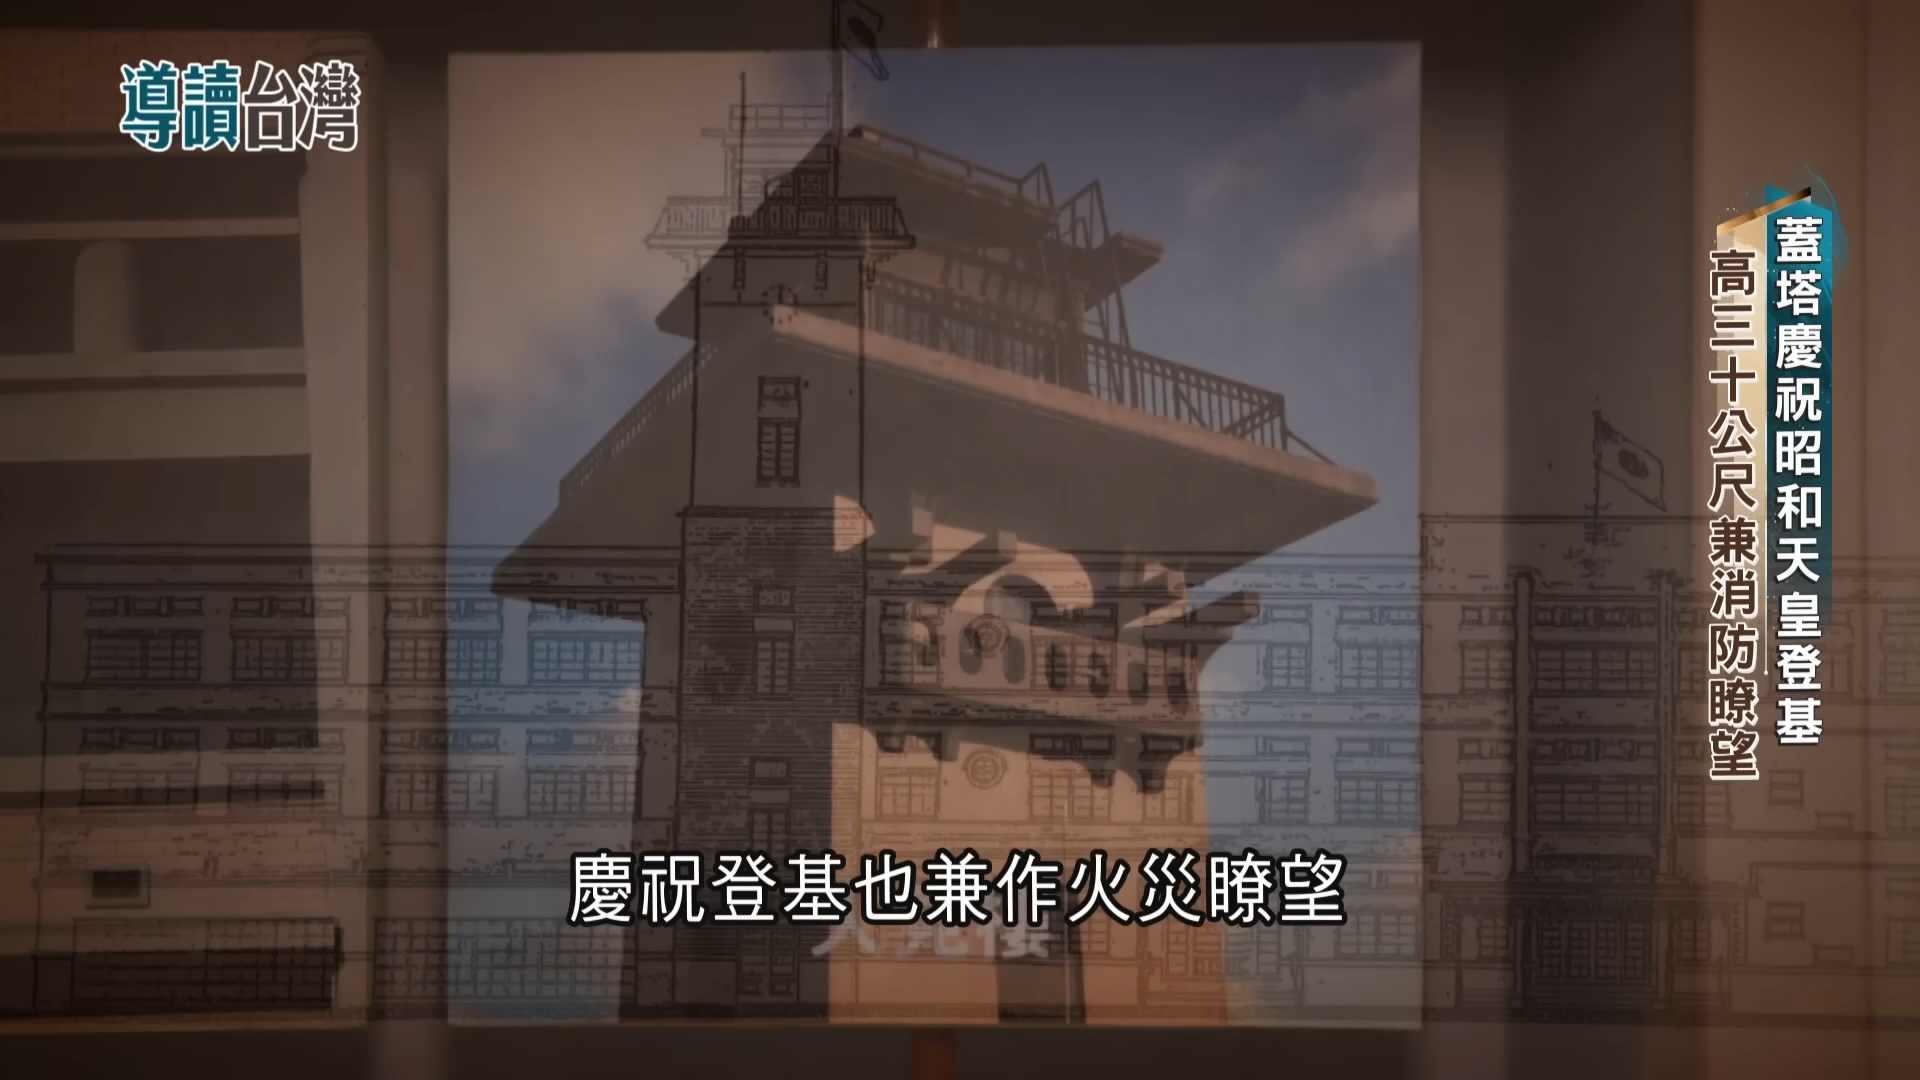 導讀台灣
蓋塔慶祝昭和天皇登基
高三十公尺兼消防瞭望
慶祝登基也兼作火災瞭望